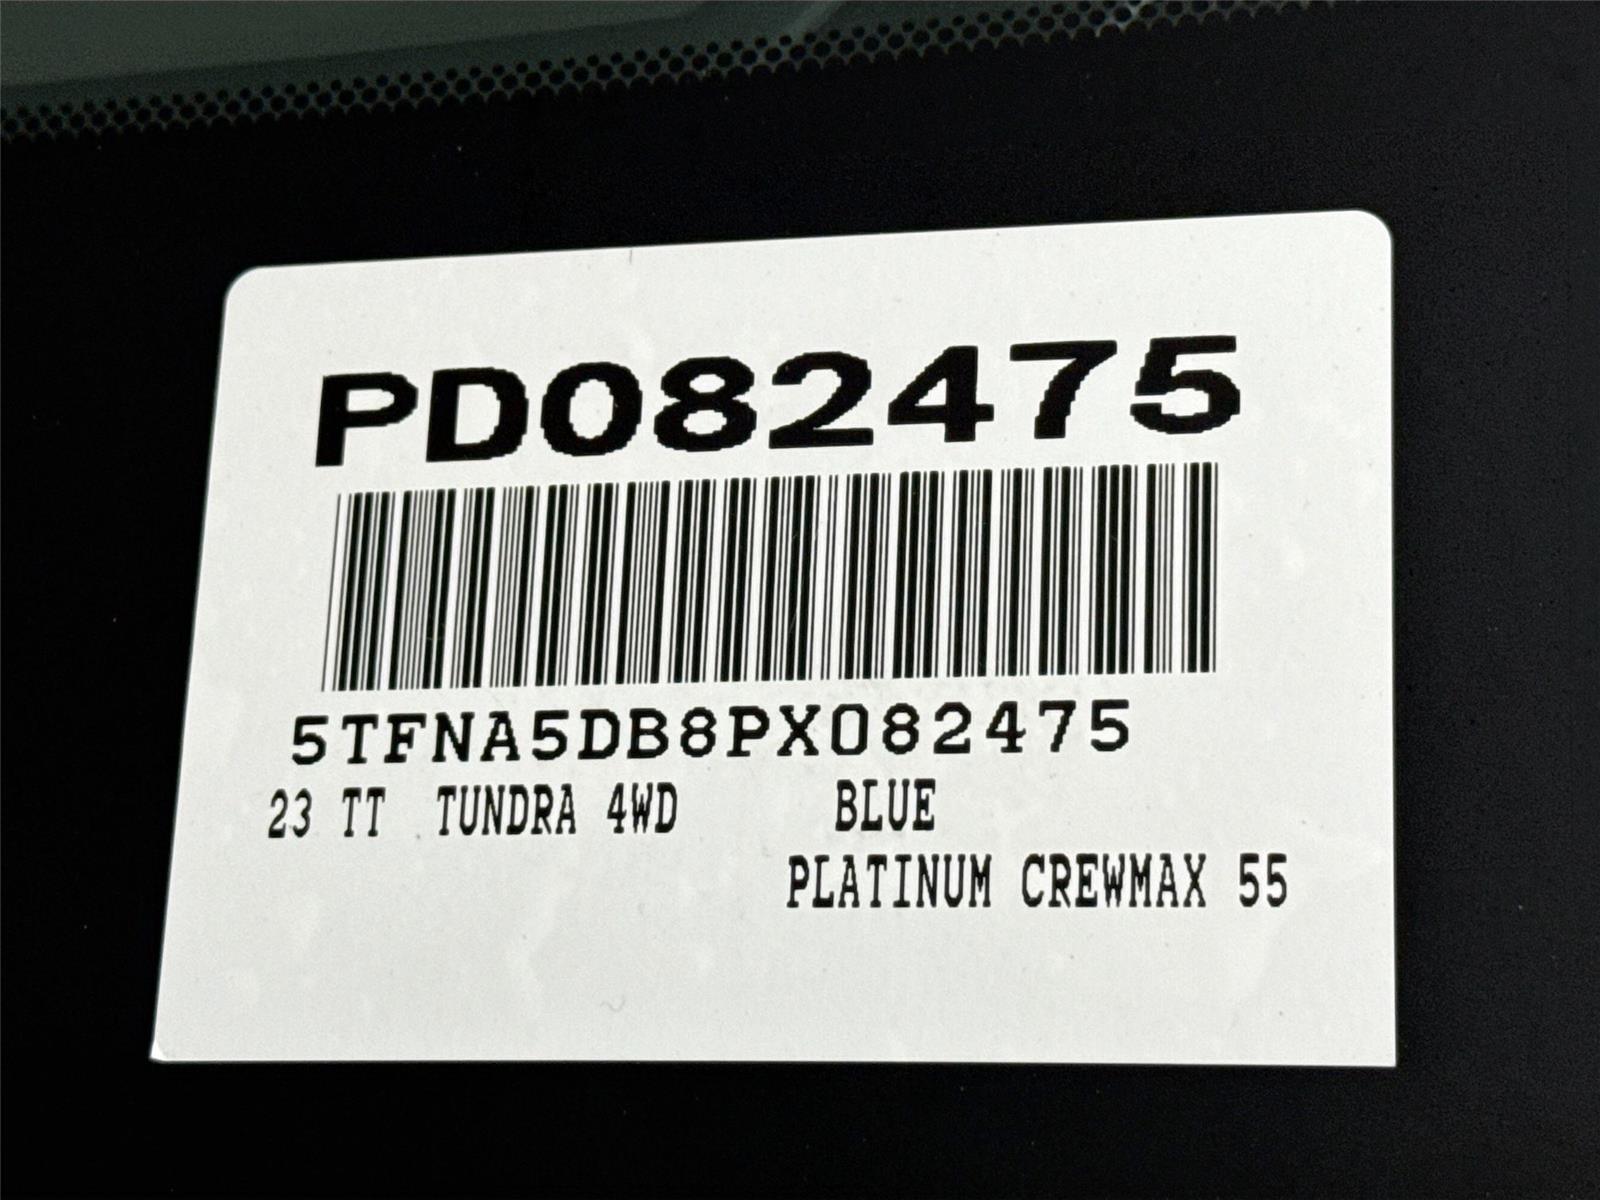 PD082475
5TFNA5DB8PX082475
23 TT TUNDRA 4WD BLUE
PLATINUM CREWMAX 55